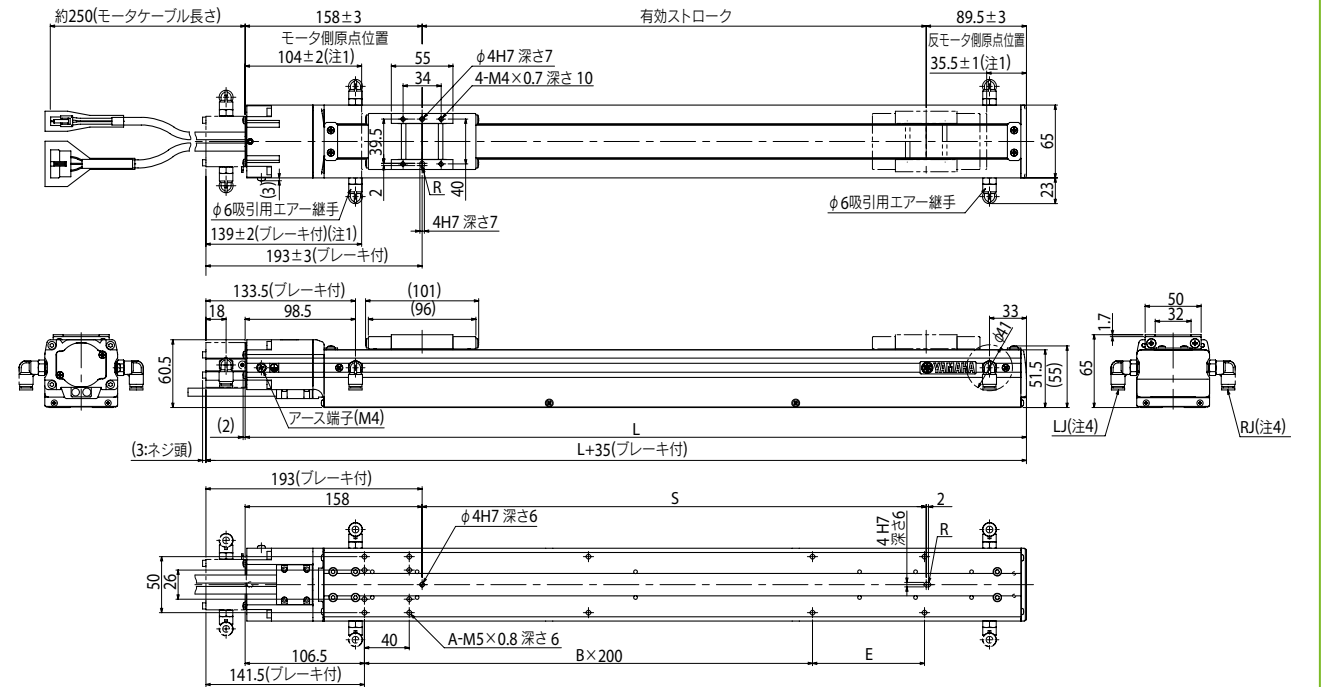 約250(モータケーブル長さ)
158±3
有効ストローク
89.5±3
モータ側原点位置
反モータ側原点位置
104±2(注1)
55
φ4H7 深さ7
35.5±1(注1)
34
4-M4×0.7 深さ 10
39.5
65
(3)
2
R
40
23
φ6吸引用エアー継手
φ6吸引用エアー継手
4H7 深さ7
139±2(ブレーキ付)(注1)
193±3(ブレーキ付)
133.5(ブレーキ付)
(101)
(96)
18
98.5
33
50
32
1.7
φ41
60.5
YAMAHA
51.5
(55)
65
アース端子(M4)
LJ(注4)
RJ(注4)
(2)
L
(3:ネジ頭)
L+35(ブレーキ付)
193(ブレーキ付)
158
S
2
φ4H7 深さ6
4 H7
深さ6
R
50
26
40
A-M5×0.8 深さ 6
106.5
B×200
E
141.5(ブレーキ付)